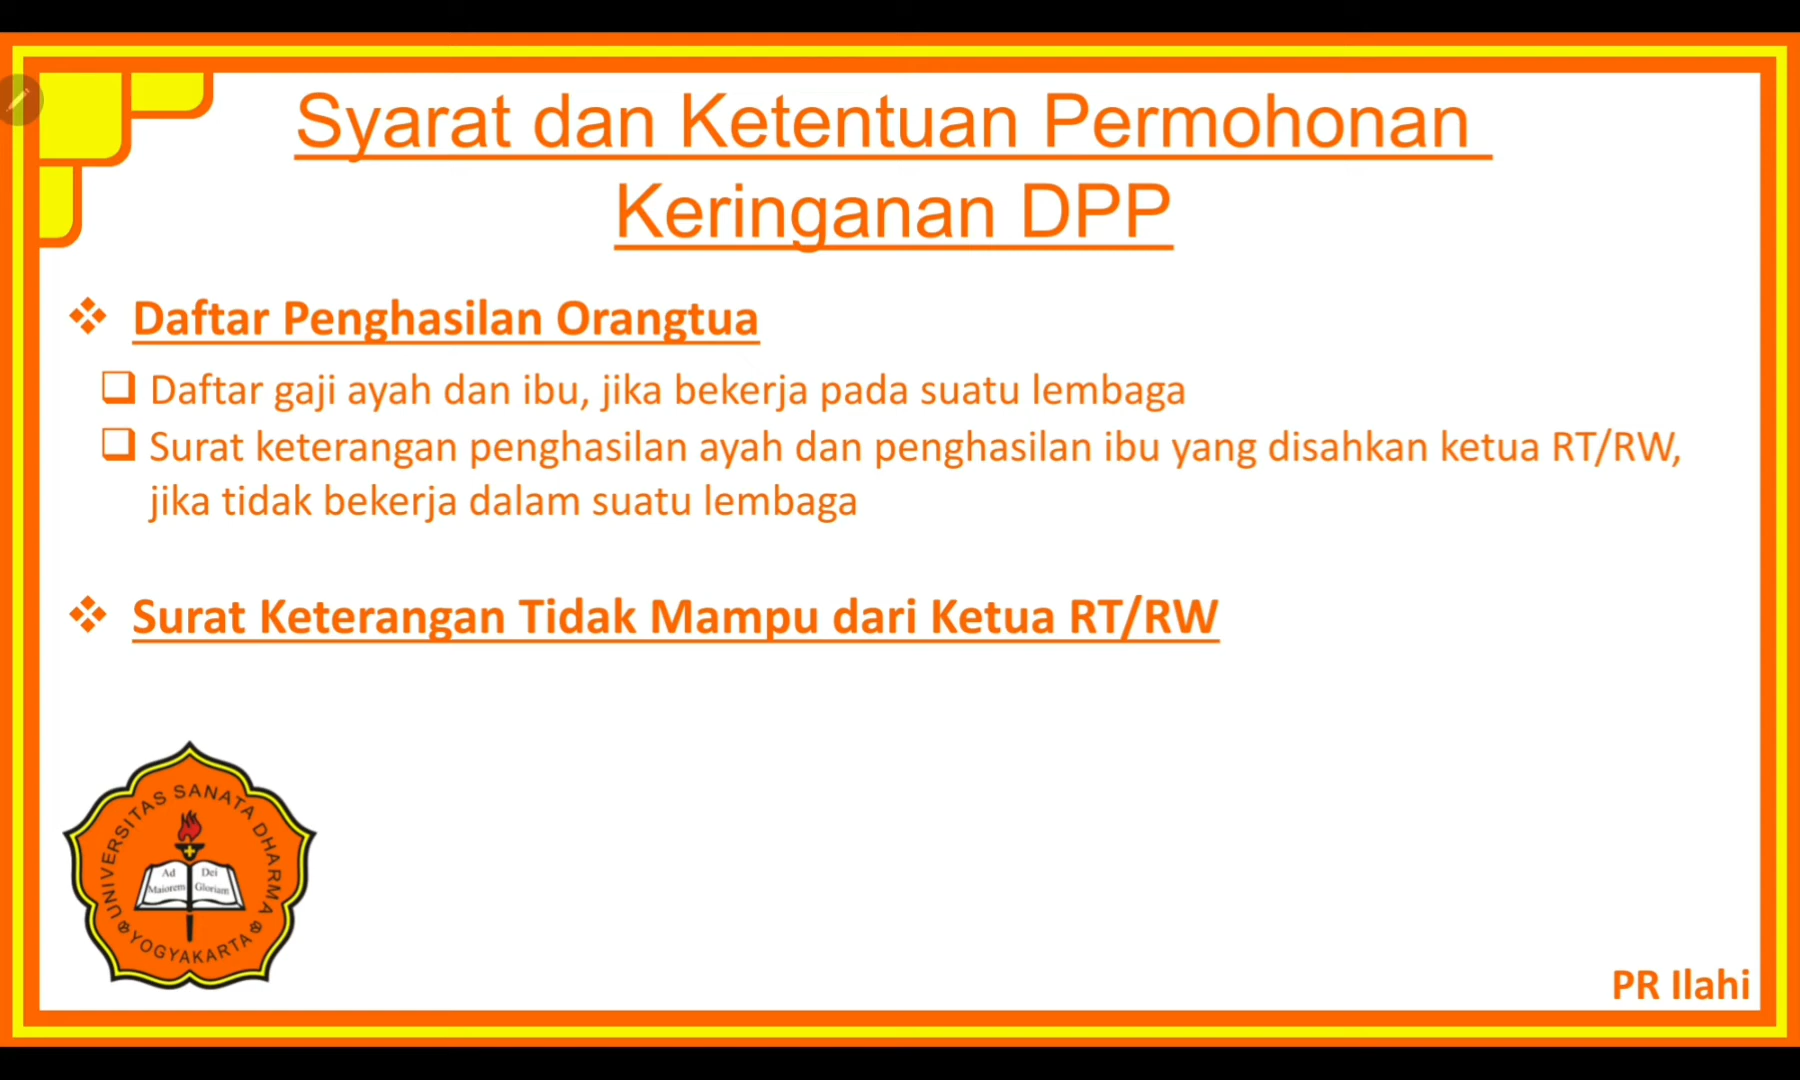 Syarat dan Ketentuan Permohonan
Keringanan DPP
Daftar Penghasilan Orangtua
Daftar gaji ayah dan ibu, jika bekerja pada suatu lembaga
Surat keterangan penghasilan ayah dan penghasilan ibu yang disahkan ketua RT/RW,
jika tidak bekerja dalam suatu lembaga
Surat Keterangan Tidak Mampu dari Ketua RT/RW
UNIVERSITAS SANATA DHARMA
Ad Dei
Maiorem Gloriam
YOGYAKARTA
PR Ilahi